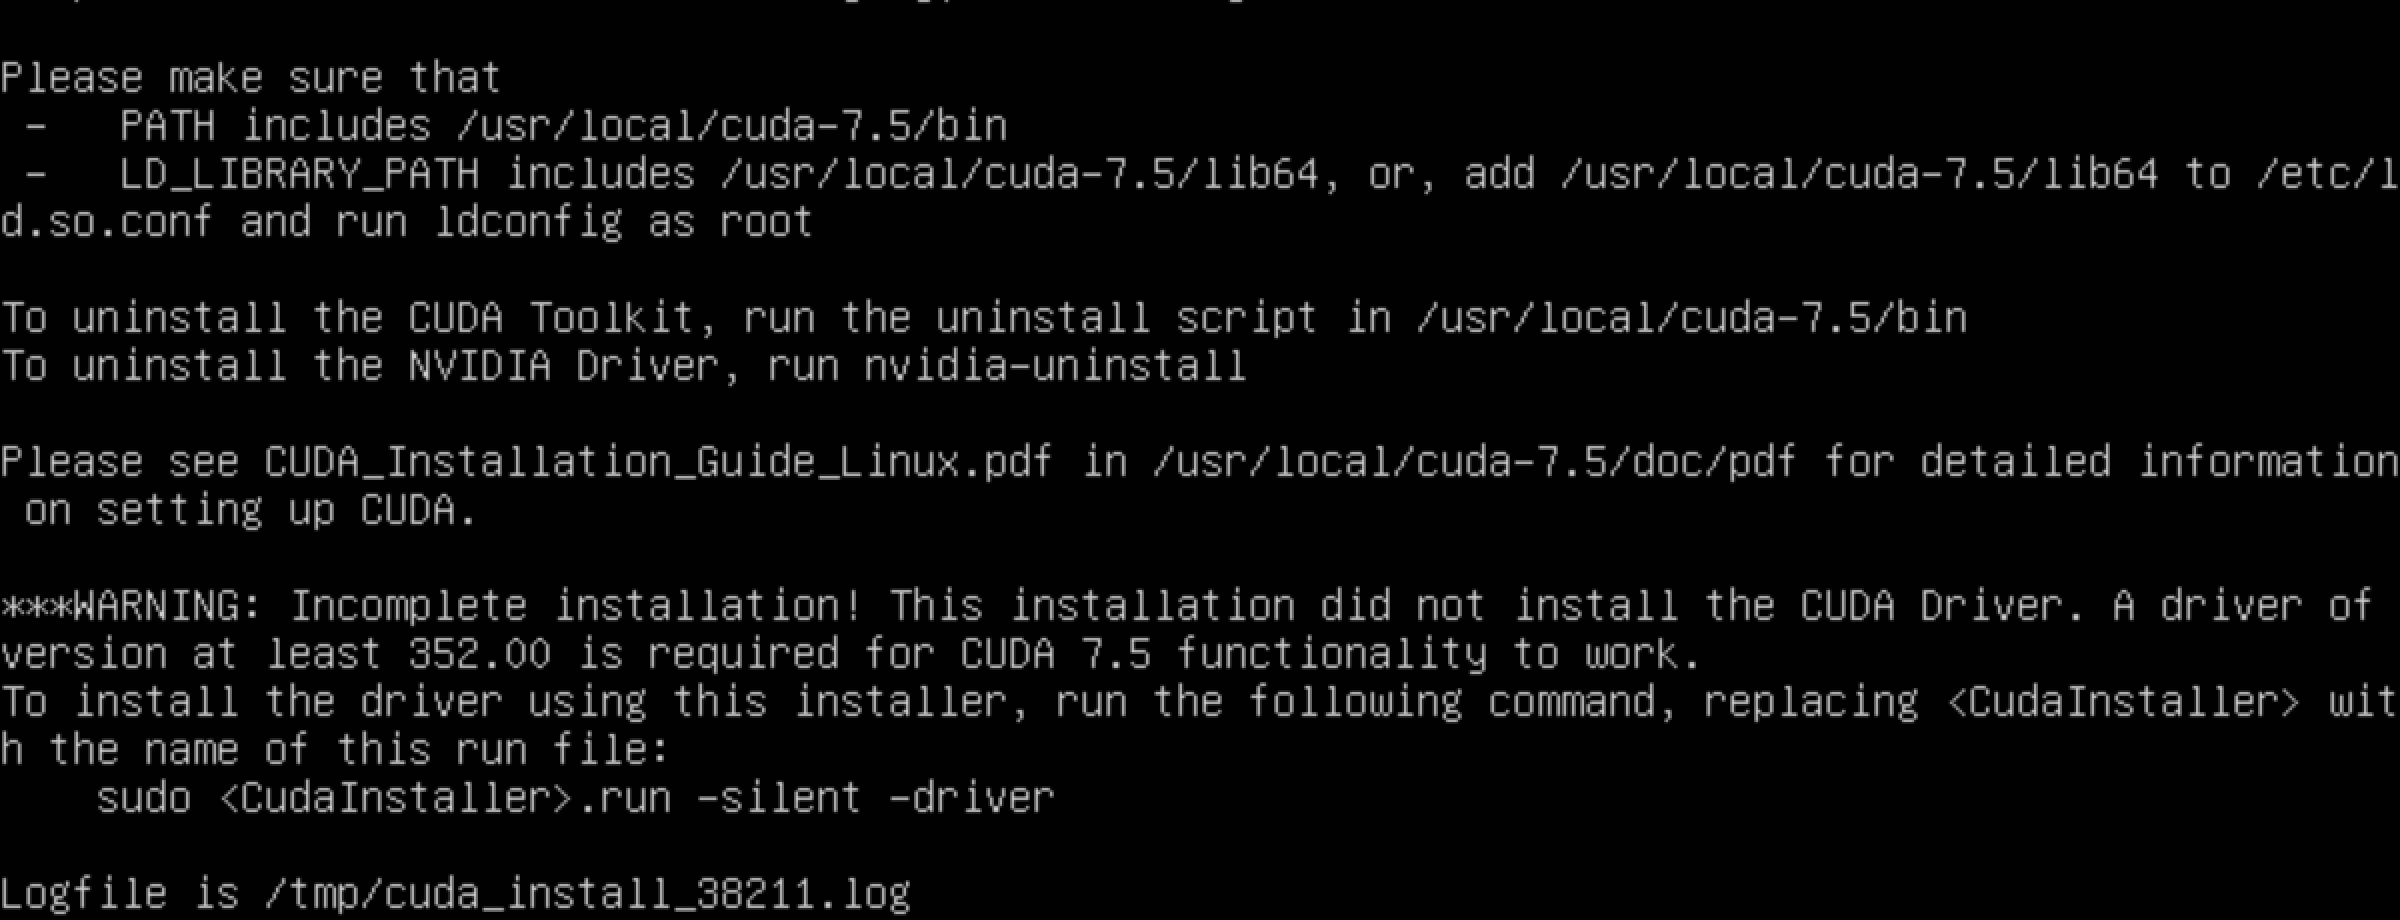 Please make sure that
 -   PATH includes /usr/local/cuda-7.5/bin
 -   LD_LIBRARY_PATH includes /usr/local/cuda-7.5/lib64, or, add /usr/local/cuda-7.5/lib64 to /etc/l
d.so.conf and run ldconfig as root

To uninstall the CUDA Toolkit, run the uninstall script in /usr/local/cuda-7.5/bin
To uninstall the NVIDIA Driver, run nvidia-uninstall

Please see CUDA_Installation_Guide_Linux.pdf in /usr/local/cuda-7.5/doc/pdf for detailed information
 on setting up CUDA.

***WARNING: Incomplete installation! This installation did not install the CUDA Driver. A driver of
version at least 352.00 is required for CUDA 7.5 functionality to work.
To install the driver using this installer, run the following command, replacing <CudaInstaller> wit
h the name of this run file:
    sudo <CudaInstaller>.run -silent -driver

Logfile is /tmp/cuda_install_38211.log